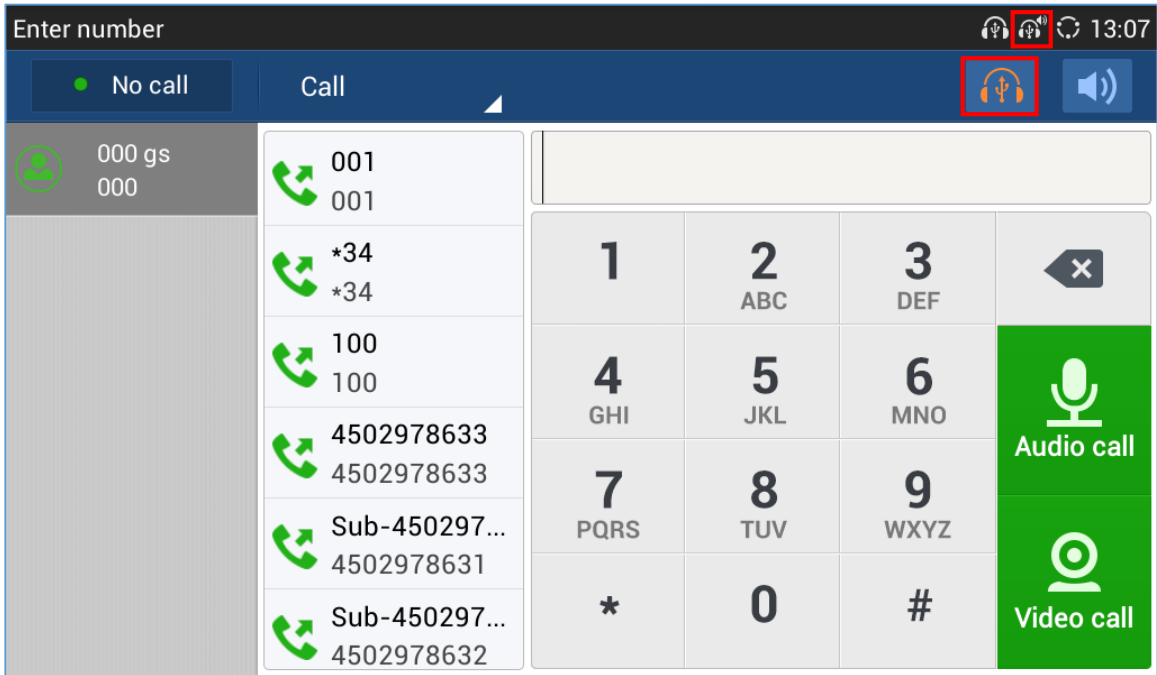 Enter number
13:07
No call
Call
000 gs
000
001
001
*34
*34
100
100
4502978633
4502978633
Sub-450297...
4502978631
Sub-450297...
4502978632
1
2
ABC
3
DEF
4
GHI
5
JKL
6
MNO
7
PQRS
8
TUV
9
WXYZ
*
0
#
Audio call
Video call